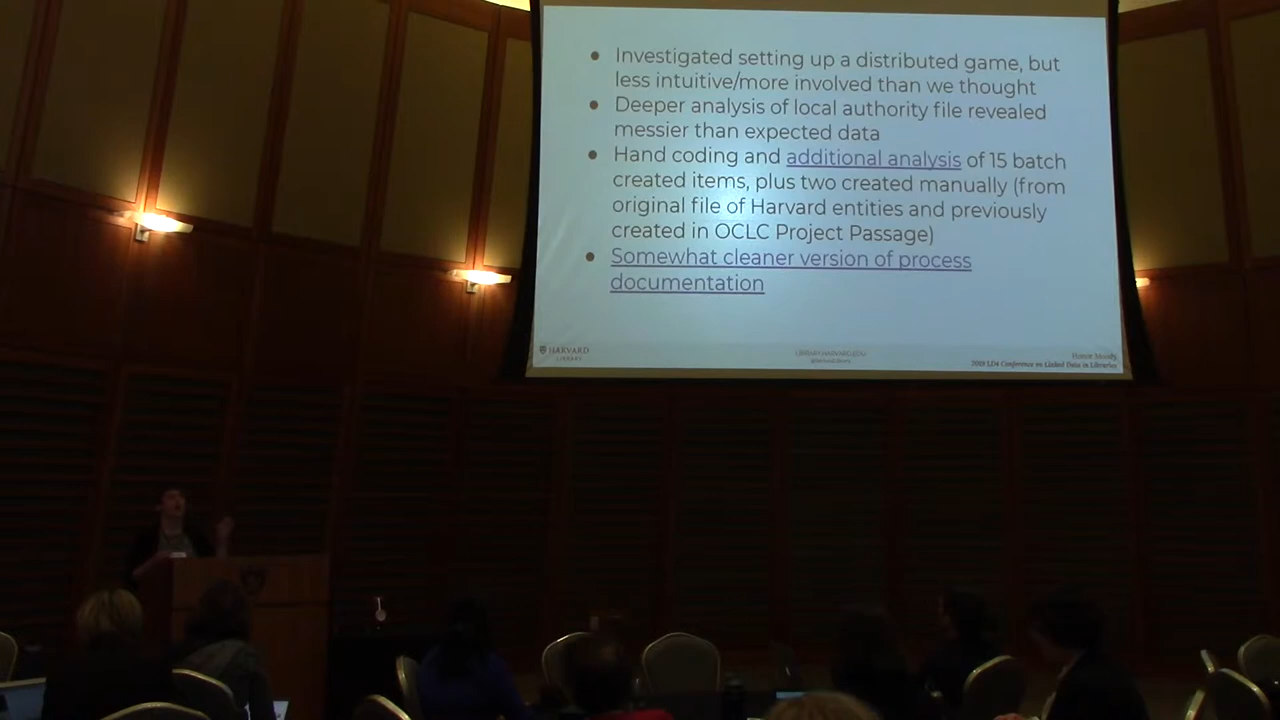 ● Investigated setting up a distributed game, but
less intuitive/more involved than we thought
● Deeper analysis of local authority file revealed
messier than expected data
● Hand coding and additional analysis of 15 batch
created items, plus two created manually (from
original file of Harvard entities and previously
created in OCLC Project Passage)
● Somewhat cleaner version of process
documentation
HARVARD
LIBRARY
LIBRARY.HARVARD.EDU
Honor Moody
2019 LD4 Conference on Linked Data in Libraries